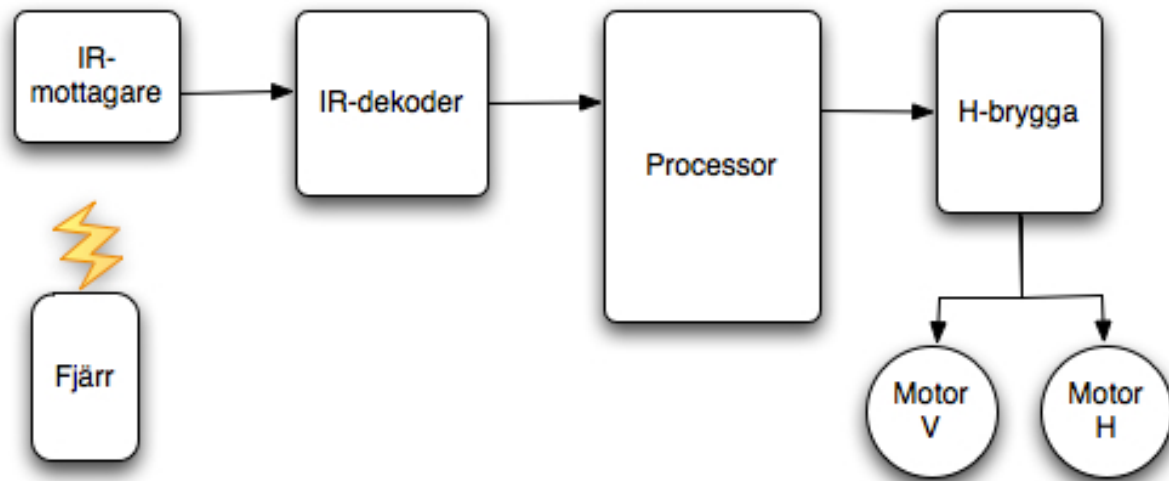 IR-
mottagare
IR-dekoder
Processor
H-brygga
Fjärr
Motor
V
Motor
H